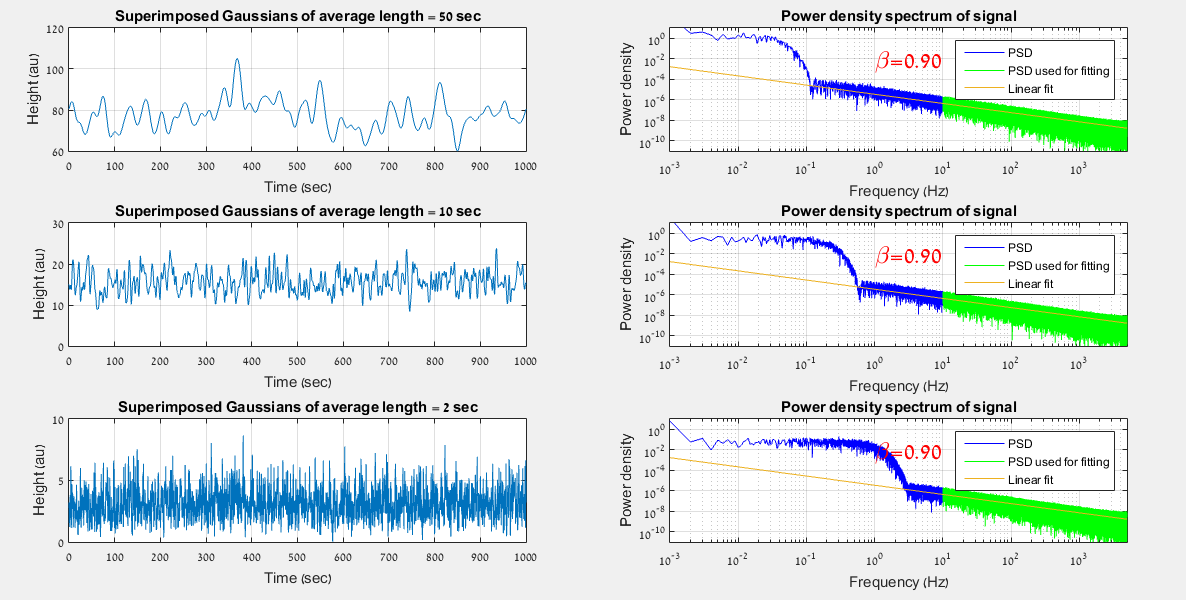 Superimposed Gaussians of average length = 50 sec
Height (au)
120
100
80
60
0 100 200 300 400 500 600 700 800 900 1000
Time (sec)
Power density spectrum of signal
Power density
10^0
10^-2
10^-4
10^-6
10^-8
10^-10
β=0.90
PSD
PSD used for fitting
Linear fit
10^-3 10^-2 10^-1 10^0 10^1 10^2 10^3
Frequency (Hz)
Superimposed Gaussians of average length = 10 sec
Height (au)
30
20
10
0
0 100 200 300 400 500 600 700 800 900 1000
Time (sec)
Power density spectrum of signal
Power density
10^0
10^-2
10^-4
10^-6
10^-8
10^-10
β=0.90
PSD
PSD used for fitting
Linear fit
10^-3 10^-2 10^-1 10^0 10^1 10^2 10^3
Frequency (Hz)
Superimposed Gaussians of average length = 2 sec
Height (au)
10
5
0
0 100 200 300 400 500 600 700 800 900 1000
Time (sec)
Power density spectrum of signal
Power density
10^0
10^-2
10^-4
10^-6
10^-8
10^-10
β=0.90
PSD
PSD used for fitting
Linear fit
10^-3 10^-2 10^-1 10^0 10^1 10^2 10^3
Frequency (Hz)